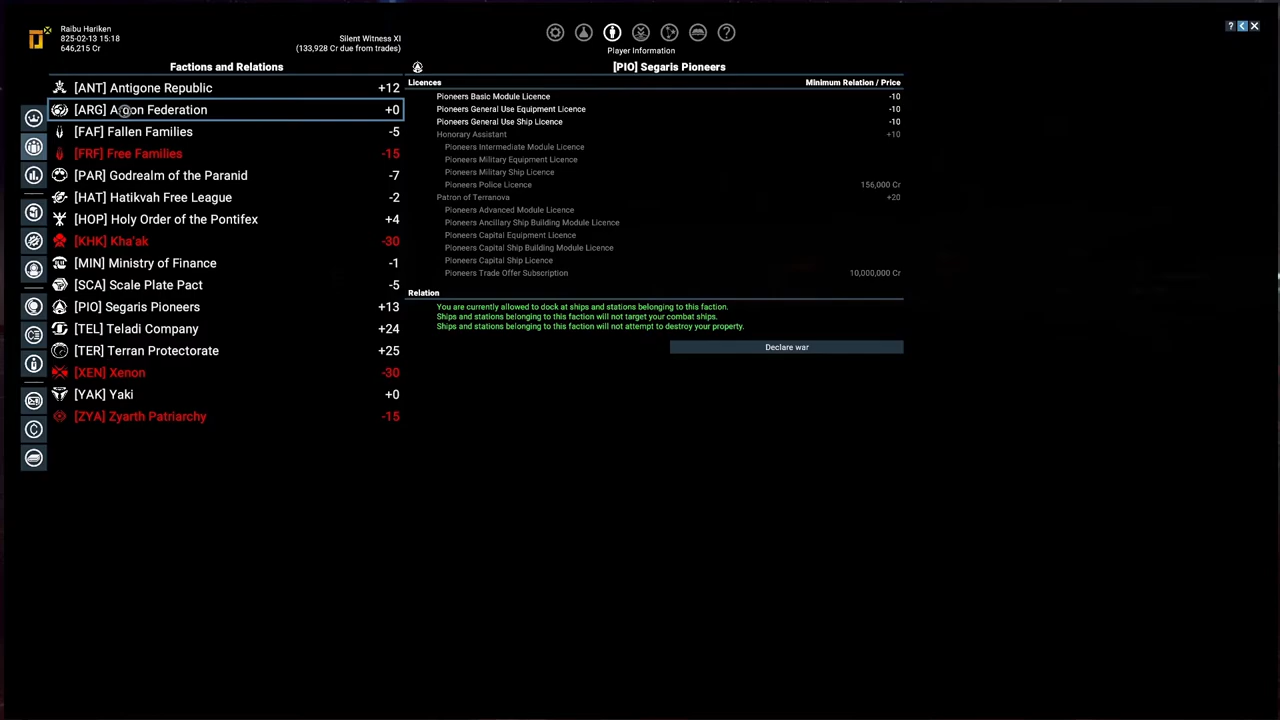 Raibu Hariken
825-02-13 15:18
646,215 Cr
Silent Witness XI
(133,928 Cr due from trades)
Player Information
Factions and Relations
[ANT] Antigone Republic +12
[ARG] Argon Federation +0
[FAF] Fallen Families -5
[FRF] Free Families -15
[PAR] Godrealm of the Paranid -7
[HAT] Hatikvah Free League -2
[HOP] Holy Order of the Pontifex +4
[KHK] Kha'ak -30
[MIN] Ministry of Finance -1
[SCA] Scale Plate Pact -5
[PIO] Segaris Pioneers +13
[TEL] Teladi Company +24
[TER] Terran Protectorate +25
[XEN] Xenon -30
[YAK] Yaki +0
[ZYA] Zyarth Patriarchy -15
[PIO] Segaris Pioneers
Licences Minimum Relation / Price
Pioneers Basic Module Licence -10
Pioneers General Use Equipment Licence -10
Pioneers General Use Ship Licence -10
Honorary Assistant +10
Pioneers Intermediate Module Licence
Pioneers Military Equipment Licence
Pioneers Military Ship Licence
Pioneers Police Licence 156,000 Cr
Patron of Terranova +20
Pioneers Advanced Module Licence
Pioneers Ancillary Ship Building Module Licence
Pioneers Capital Equipment Licence
Pioneers Capital Ship Building Module Licence
Pioneers Capital Ship Licence
Pioneers Trade Offer Subscription 10,000,000 Cr
Relation
You are currently allowed to dock at ships and stations belonging to this faction.
Ships and stations belonging to this faction will not target your combat ships.
Ships and stations belonging to this faction will not attempt to destroy your property.
Declare war